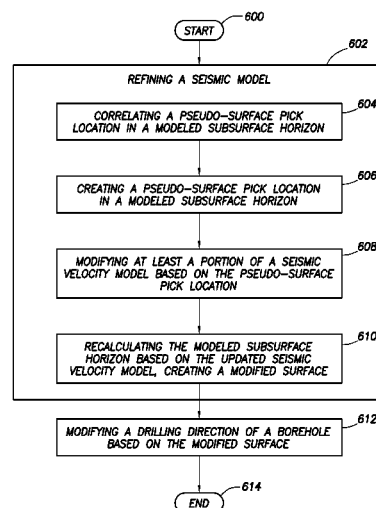 600
START
602
REFINING A SEISMIC MODEL
604
CORRELATING A PSEUDO-SURFACE PICK
LOCATION IN A MODELED SUBSURFACE HORIZON
606
CREATING A PSEUDO-SURFACE PICK LOCATION
IN A MODELED SUBSURFACE HORIZON
608
MODIFYING AT LEAST A PORTION OF A SEISMIC
VELOCITY MODEL BASED ON THE PSEUDO-SURFACE
PICK LOCATION
610
RECALCULATING THE MODELED SUBSURFACE
HORIZON BASED ON THE UPDATED SEISMIC
VELOCITY MODEL, CREATING A MODIFIED SURFACE
612
MODIFYING A DRILLING DIRECTION OF A BOREHOLE
BASED ON THE MODIFIED SURFACE
614
END